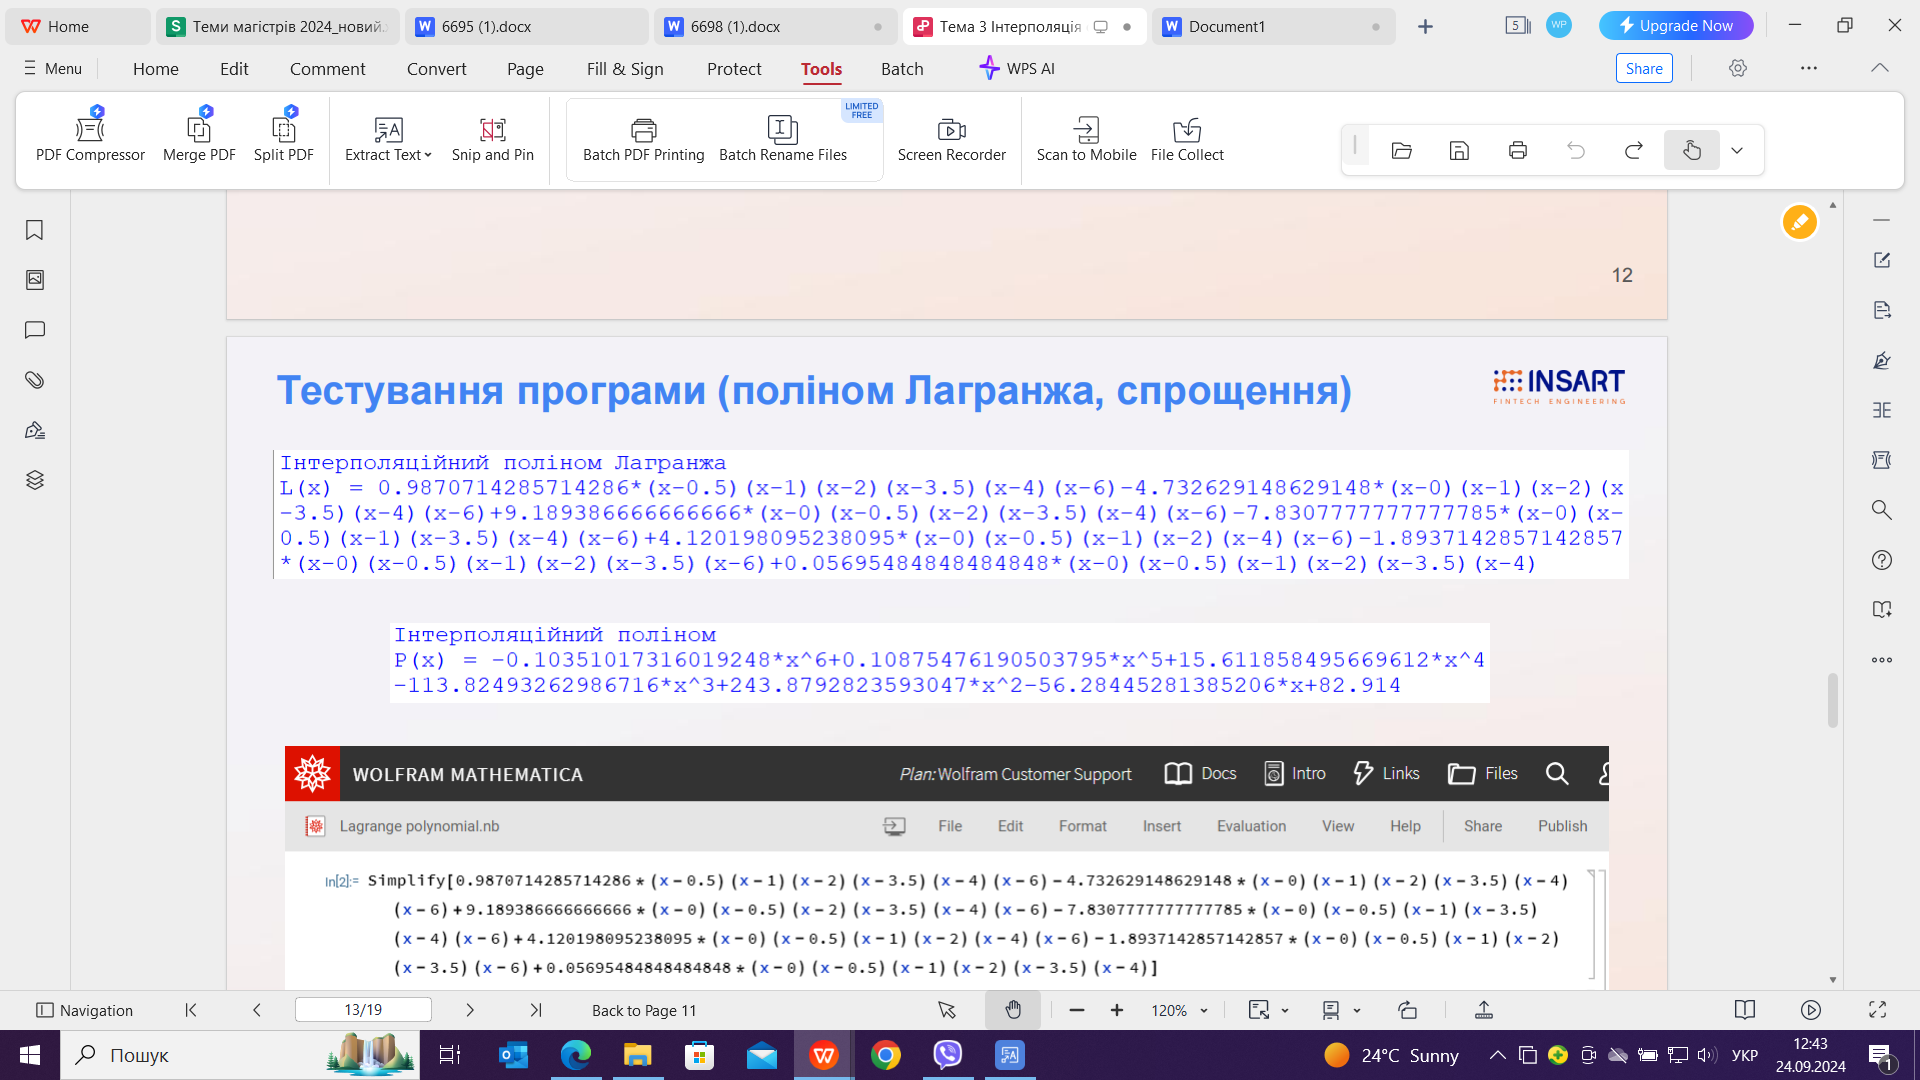 Home
Теми магістрів 2024_новий.
6695 (1).docx
6698 (1).docx
Тема 3 Інтерполяція
Document1
5
WP
Upgrade Now
Menu
Home
Edit
Comment
Convert
Page
Fill & Sign
Protect
Tools
Batch
WPS AI
Share
PDF Compressor
Merge PDF
Split PDF
Extract Text
Snip and Pin
Batch PDF Printing
Batch Rename Files
LIMITED
FREE
Screen Recorder
Scan to Mobile
File Collect
12
Тестування програми (поліном Лагранжа, спрощення)
INSART
FINTECH ENGINEERING
Інтерполяційний поліном Лагранжа
L(x) = 0.9870714285714286*(x-0.5)(x-1)(x-2)(x-3.5)(x-4)(x-6)-4.732629148629148*(x-0)(x-1)(x-2)(x
-3.5)(x-4)(x-6)+9.189386666666666*(x-0)(x-0.5)(x-2)(x-3.5)(x-4)(x-6)-7.8307777777777785*(x-0)(x-
0.5)(x-1)(x-3.5)(x-4)(x-6)+4.120198095238095*(x-0)(x-0.5)(x-1)(x-2)(x-4)(x-6)-1.8937142857142857
*(x-0)(x-0.5)(x-1)(x-2)(x-3.5)(x-6)+0.05695484848484848*(x-0)(x-0.5)(x-1)(x-2)(x-3.5)(x-4)
Інтерполяційний поліном
P(x) = -0.10351017316019248*x^6+0.10875476190503795*x^5+15.611858495669612*x^4
-113.82493262986716*x^3+243.8792823593047*x^2-56.28445281385206*x+82.914
WOLFRAM MATHEMATICA
Plan: Wolfram Customer Support
Docs
Intro
Links
Files
Lagrange polynomial.nb
File
Edit
Format
Insert
Evaluation
View
Help
Share
Publish
In[2]:= Simplify[0.9870714285714286*(x-0.5)(x-1)(x-2)(x-3.5)(x-4)(x-6)-4.732629148629148*(x-0)(x-1)(x-2)(x-3.5)(x-4)
(x-6)+9.189386666666666*(x-0)(x-0.5)(x-2)(x-3.5)(x-4)(x-6)-7.8307777777777785*(x-0)(x-0.5)(x-1)(x-3.5)
(x-4)(x-6)+4.120198095238095*(x-0)(x-0.5)(x-1)(x-2)(x-4)(x-6)-1.8937142857142857*(x-0)(x-0.5)(x-1)(x-2)
(x-3.5)(x-6)+0.05695484848484848*(x-0)(x-0.5)(x-1)(x-2)(x-3.5)(x-4)]
Navigation
13/19
Back to Page 11
120%
Пошук
24°C Sunny
УКР
12:43
24.09.2024
1